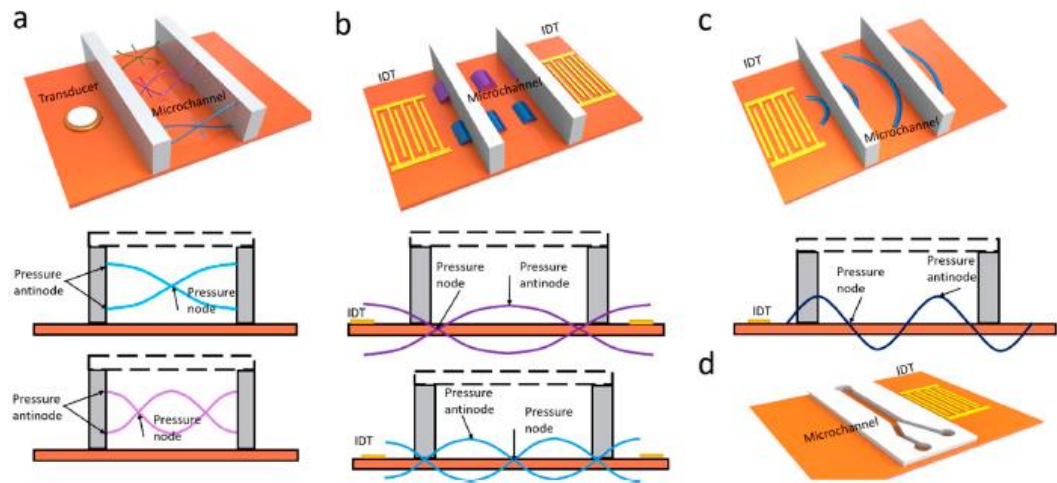 a
Transducer
Microchannel
Pressure
antinode
Pressure
node
Pressure
antinode
Pressure
node
b
IDT
IDT
Microchannel
Pressure
node
Pressure
antinode
IDT
Pressure
antinode
Pressure
node
IDT
c
IDT
Microchannel
Pressure
node
Pressure
antinode
IDT
d
IDT
Microchannel